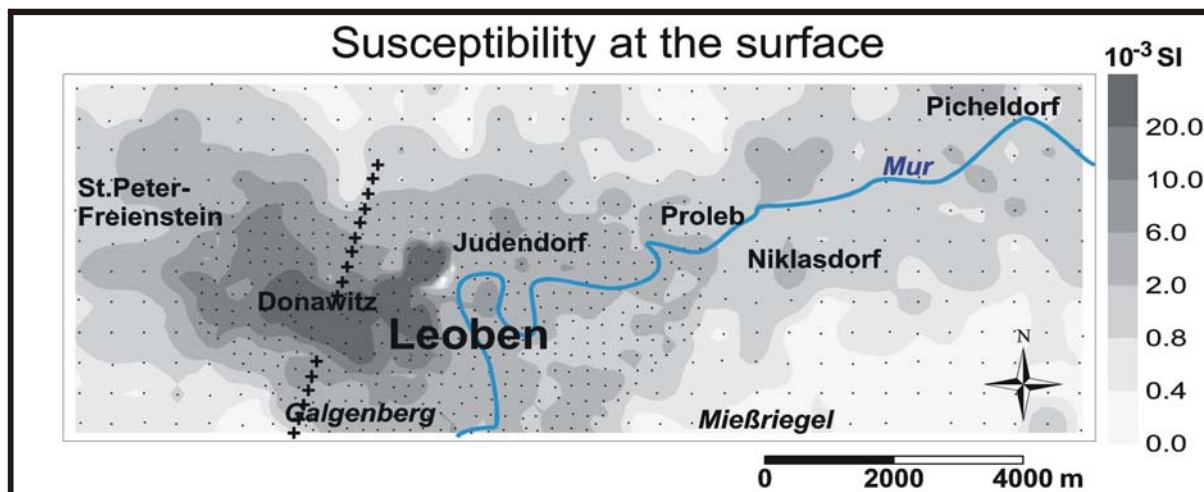 Susceptibility at the surface
10-3 SI
Picheldorf
20.0
Mur
St.Peter-
Freienstein
10.0
Proleb
Judendorf
6.0
Niklasdorf
2.0
Donawitz
Leoben
N
0.8
0.4
Galgenberg
Mießriegel
0.0
0
2000
4000 m